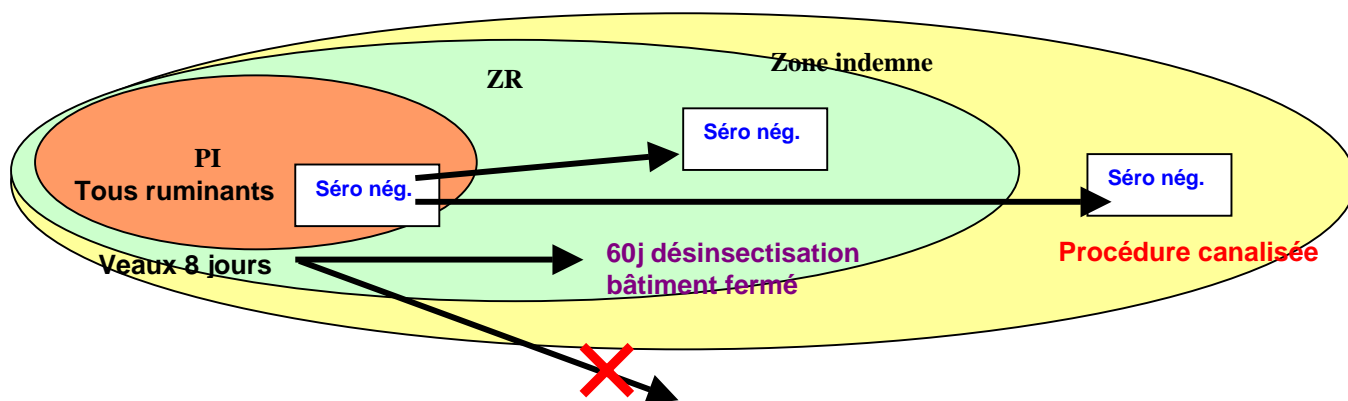 Zone indemne
ZR
Séro nég.
PI
Tous ruminants
Séro nég.
Séro nég.
Veaux 8 jours
60j désinsectisation
bâtiment fermé
Procédure canalisée